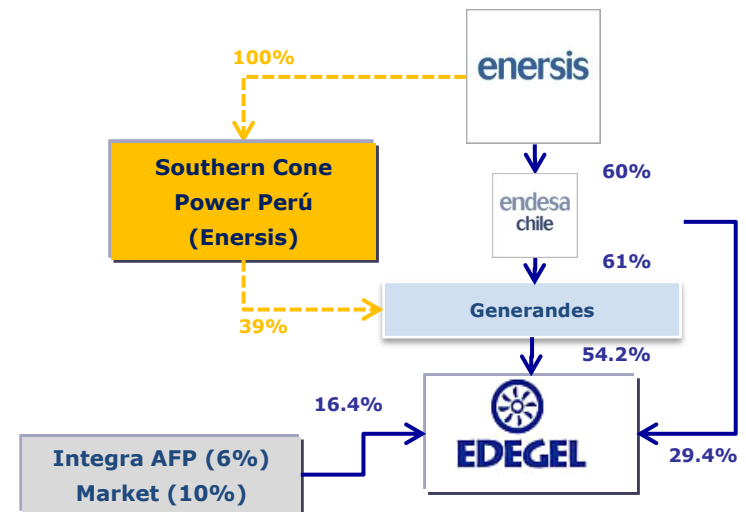 enersis
100%
Southern Cone
Power Perú
(Enersis)
60%
endesa
chile
61%
Generandes
39%
54.2%
16.4%
EDEGEL
29.4%
Integra AFP (6%)
Market (10%)